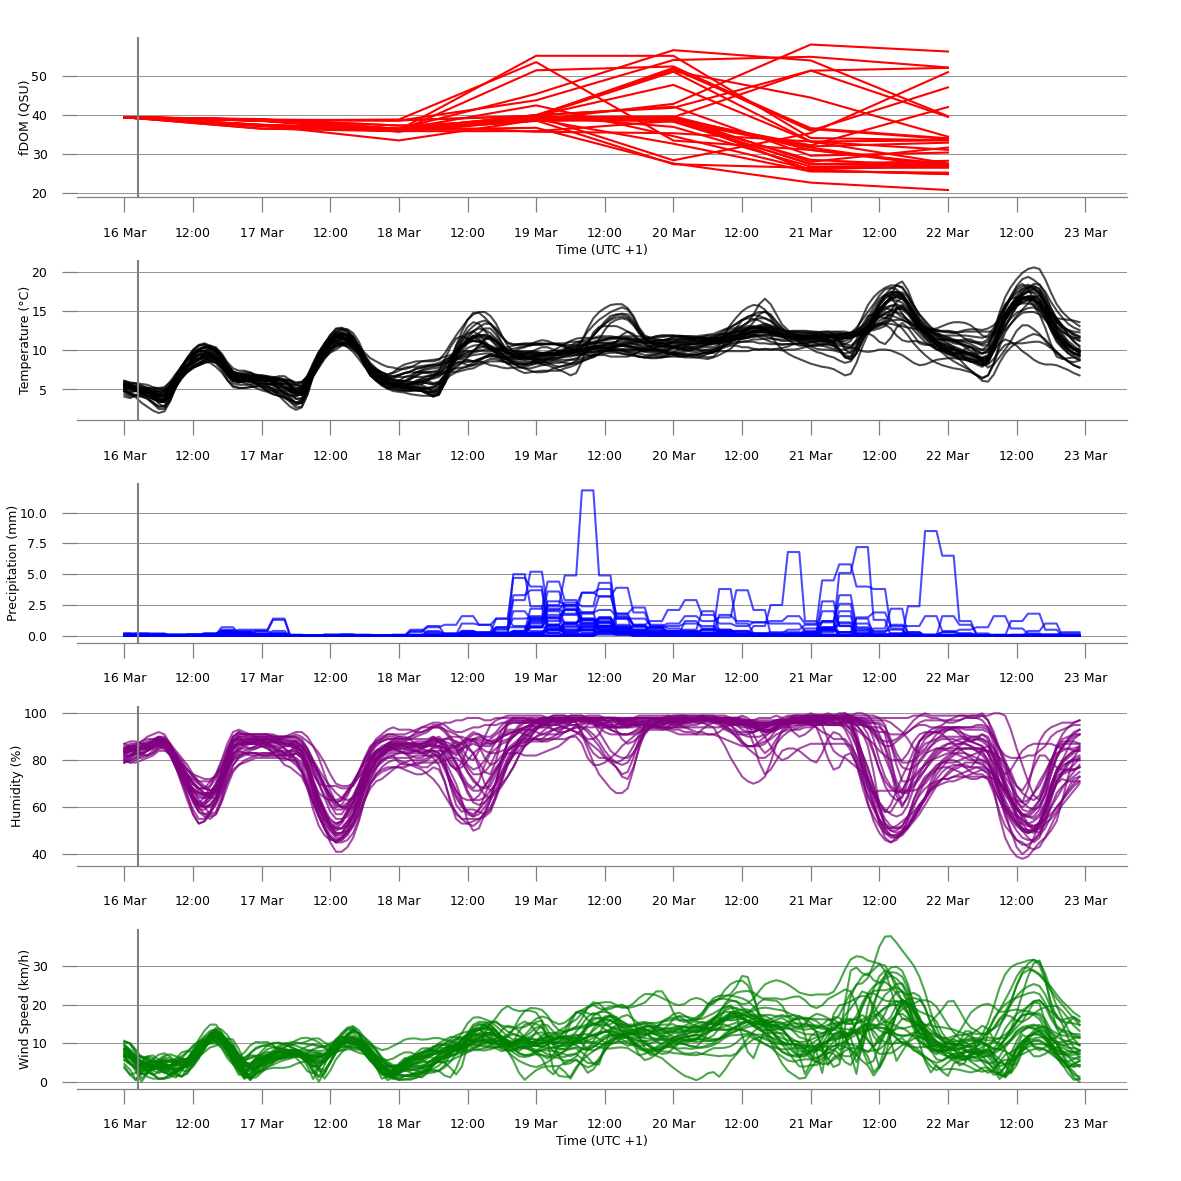 fDOM (QSU)
50
40
30
20
16 Mar 12:00 17 Mar 12:00 18 Mar 12:00 19 Mar 12:00 20 Mar 12:00 21 Mar 12:00 22 Mar 12:00 23 Mar
Time (UTC +1)
Temperature (°C)
20
15
10
5
16 Mar 12:00 17 Mar 12:00 18 Mar 12:00 19 Mar 12:00 20 Mar 12:00 21 Mar 12:00 22 Mar 12:00 23 Mar
Precipitation (mm)
10.0
7.5
5.0
2.5
0.0
16 Mar 12:00 17 Mar 12:00 18 Mar 12:00 19 Mar 12:00 20 Mar 12:00 21 Mar 12:00 22 Mar 12:00 23 Mar
Humidity (%)
100
80
60
40
16 Mar 12:00 17 Mar 12:00 18 Mar 12:00 19 Mar 12:00 20 Mar 12:00 21 Mar 12:00 22 Mar 12:00 23 Mar
Wind Speed (km/h)
30
20
10
0
16 Mar 12:00 17 Mar 12:00 18 Mar 12:00 19 Mar 12:00 20 Mar 12:00 21 Mar 12:00 22 Mar 12:00 23 Mar
Time (UTC +1)